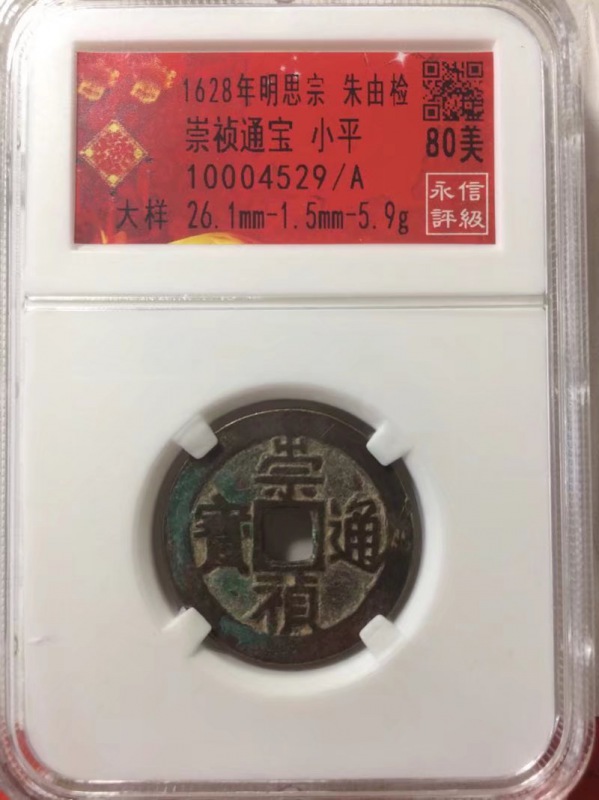 1628年明思宗 朱由检
崇祯通宝 小平
10004529/A
大样 26.1mm-1.5mm-5.9g
80美
永信
評級
崇禎通寳